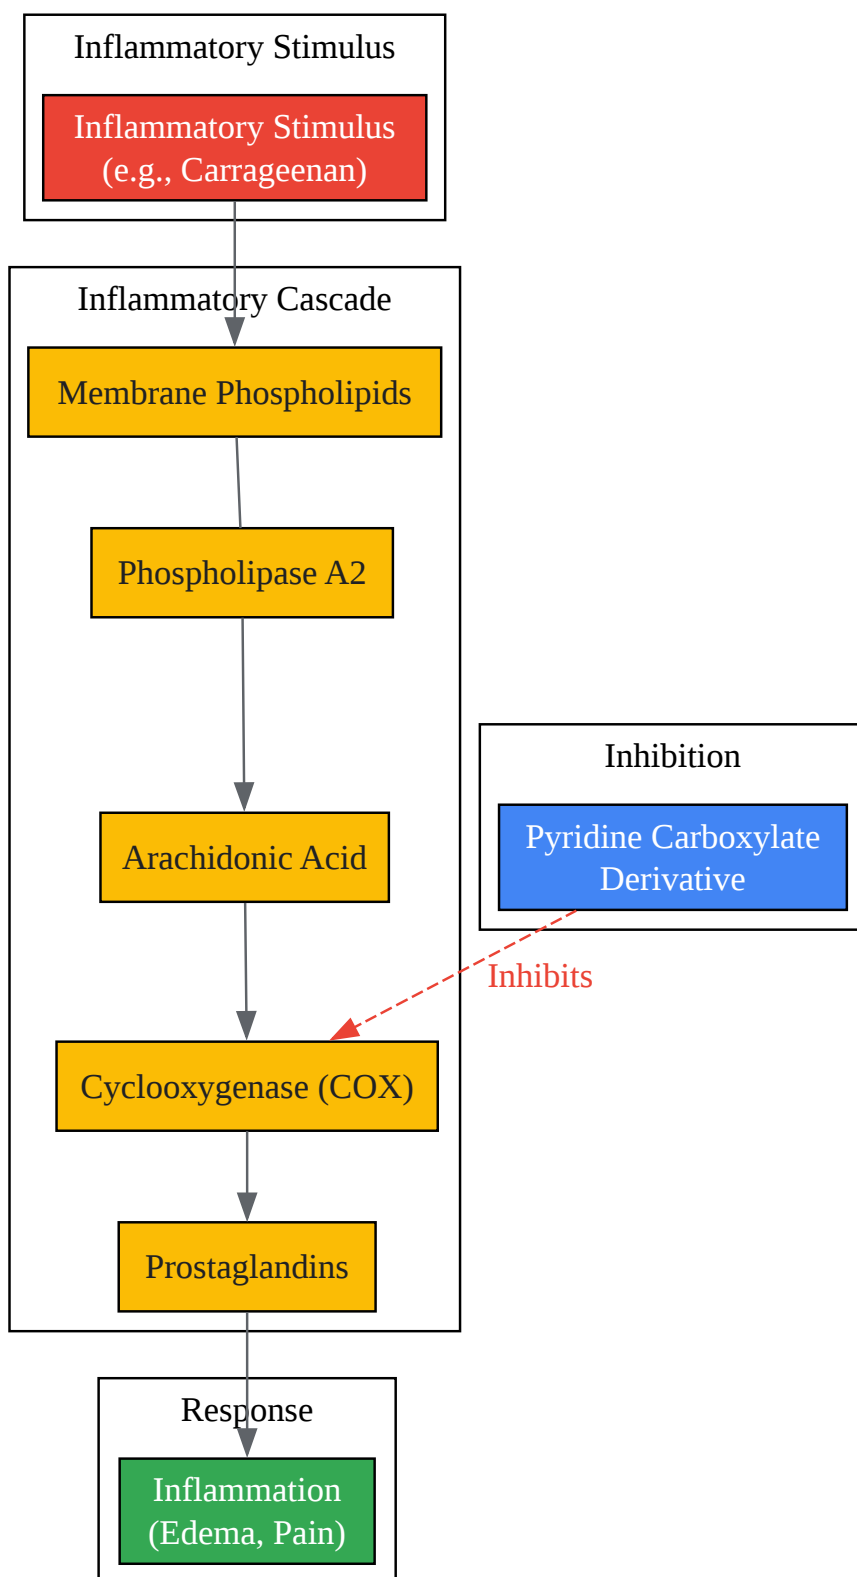 Inflammatory Stimulus
Inflammatory Stimulus
(e.g., Carrageenan)
Inflammatory Cascade
Membrane Phospholipids
Phospholipase A2
Inhibition
Pyridine Carboxylate
Derivative
Arachidonic Acid
Inhibits
Cyclooxygenase (COX)
Prostaglandins
Response
Inflammation
(Edema, Pain)